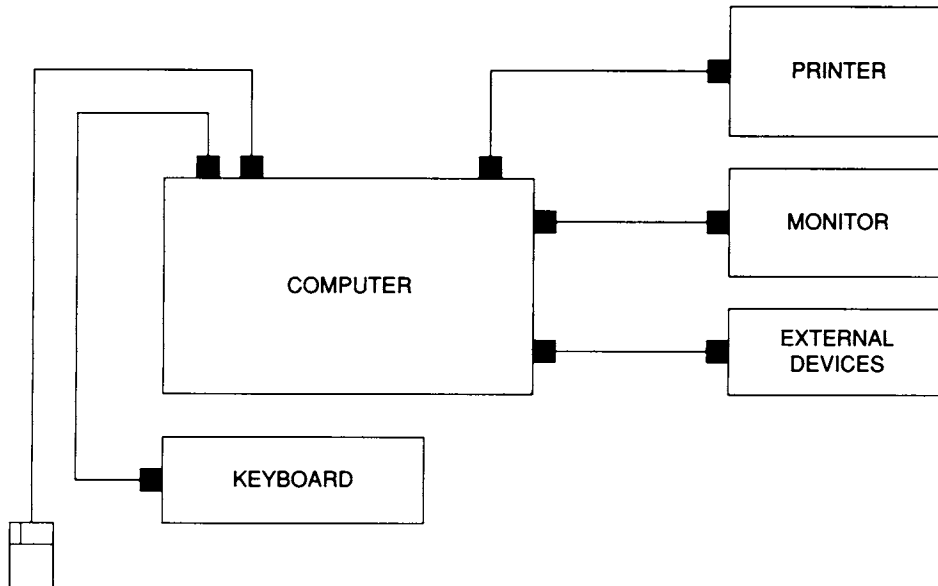 PRINTER
MONITOR
COMPUTER
EXTERNAL
DEVICES
KEYBOARD